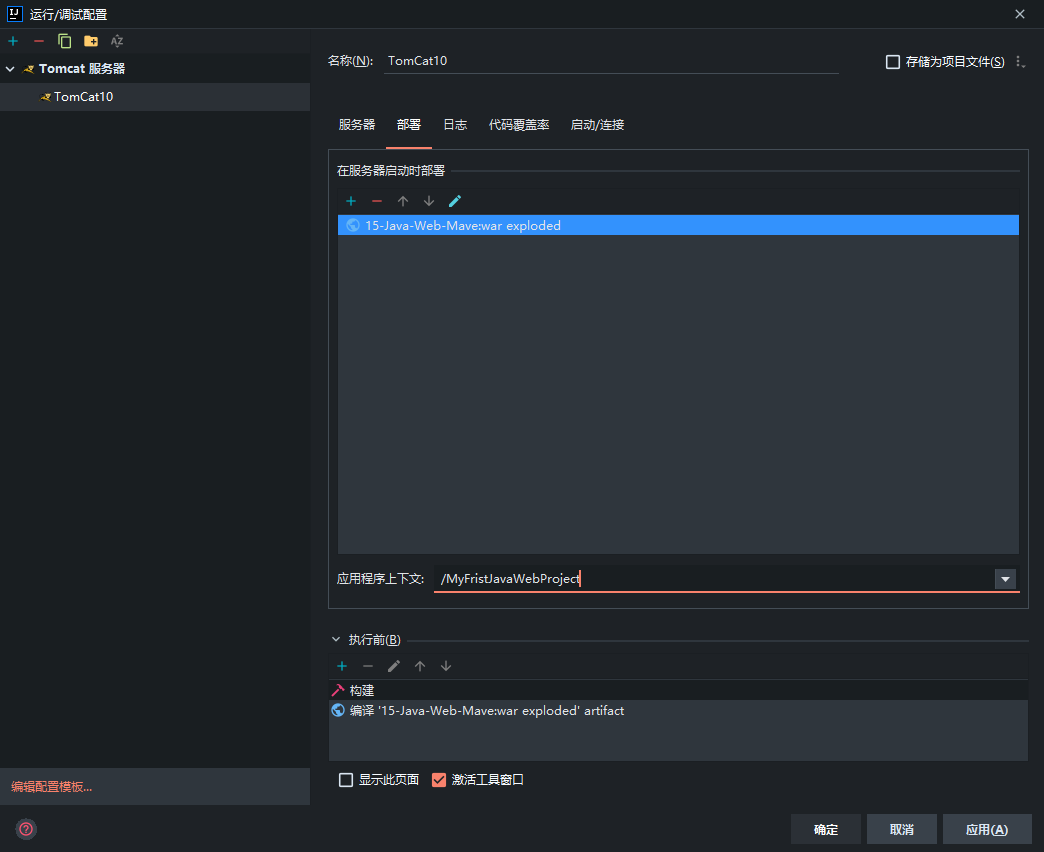 运行/调试配置
Tomcat 服务器
TomCat10
编辑配置模板...
名称(N): TomCat10
存储为项目文件(S)
服务器 部署 日志 代码覆盖率 启动/连接
在服务器启动时部署
15-Java-Web-Mave:war exploded
应用程序上下文: /MyFristJavaWebProject
执行前(B)
构建
编译 '15-Java-Web-Mave:war exploded' artifact
显示此页面 激活工具窗口
确定 取消 应用(A)